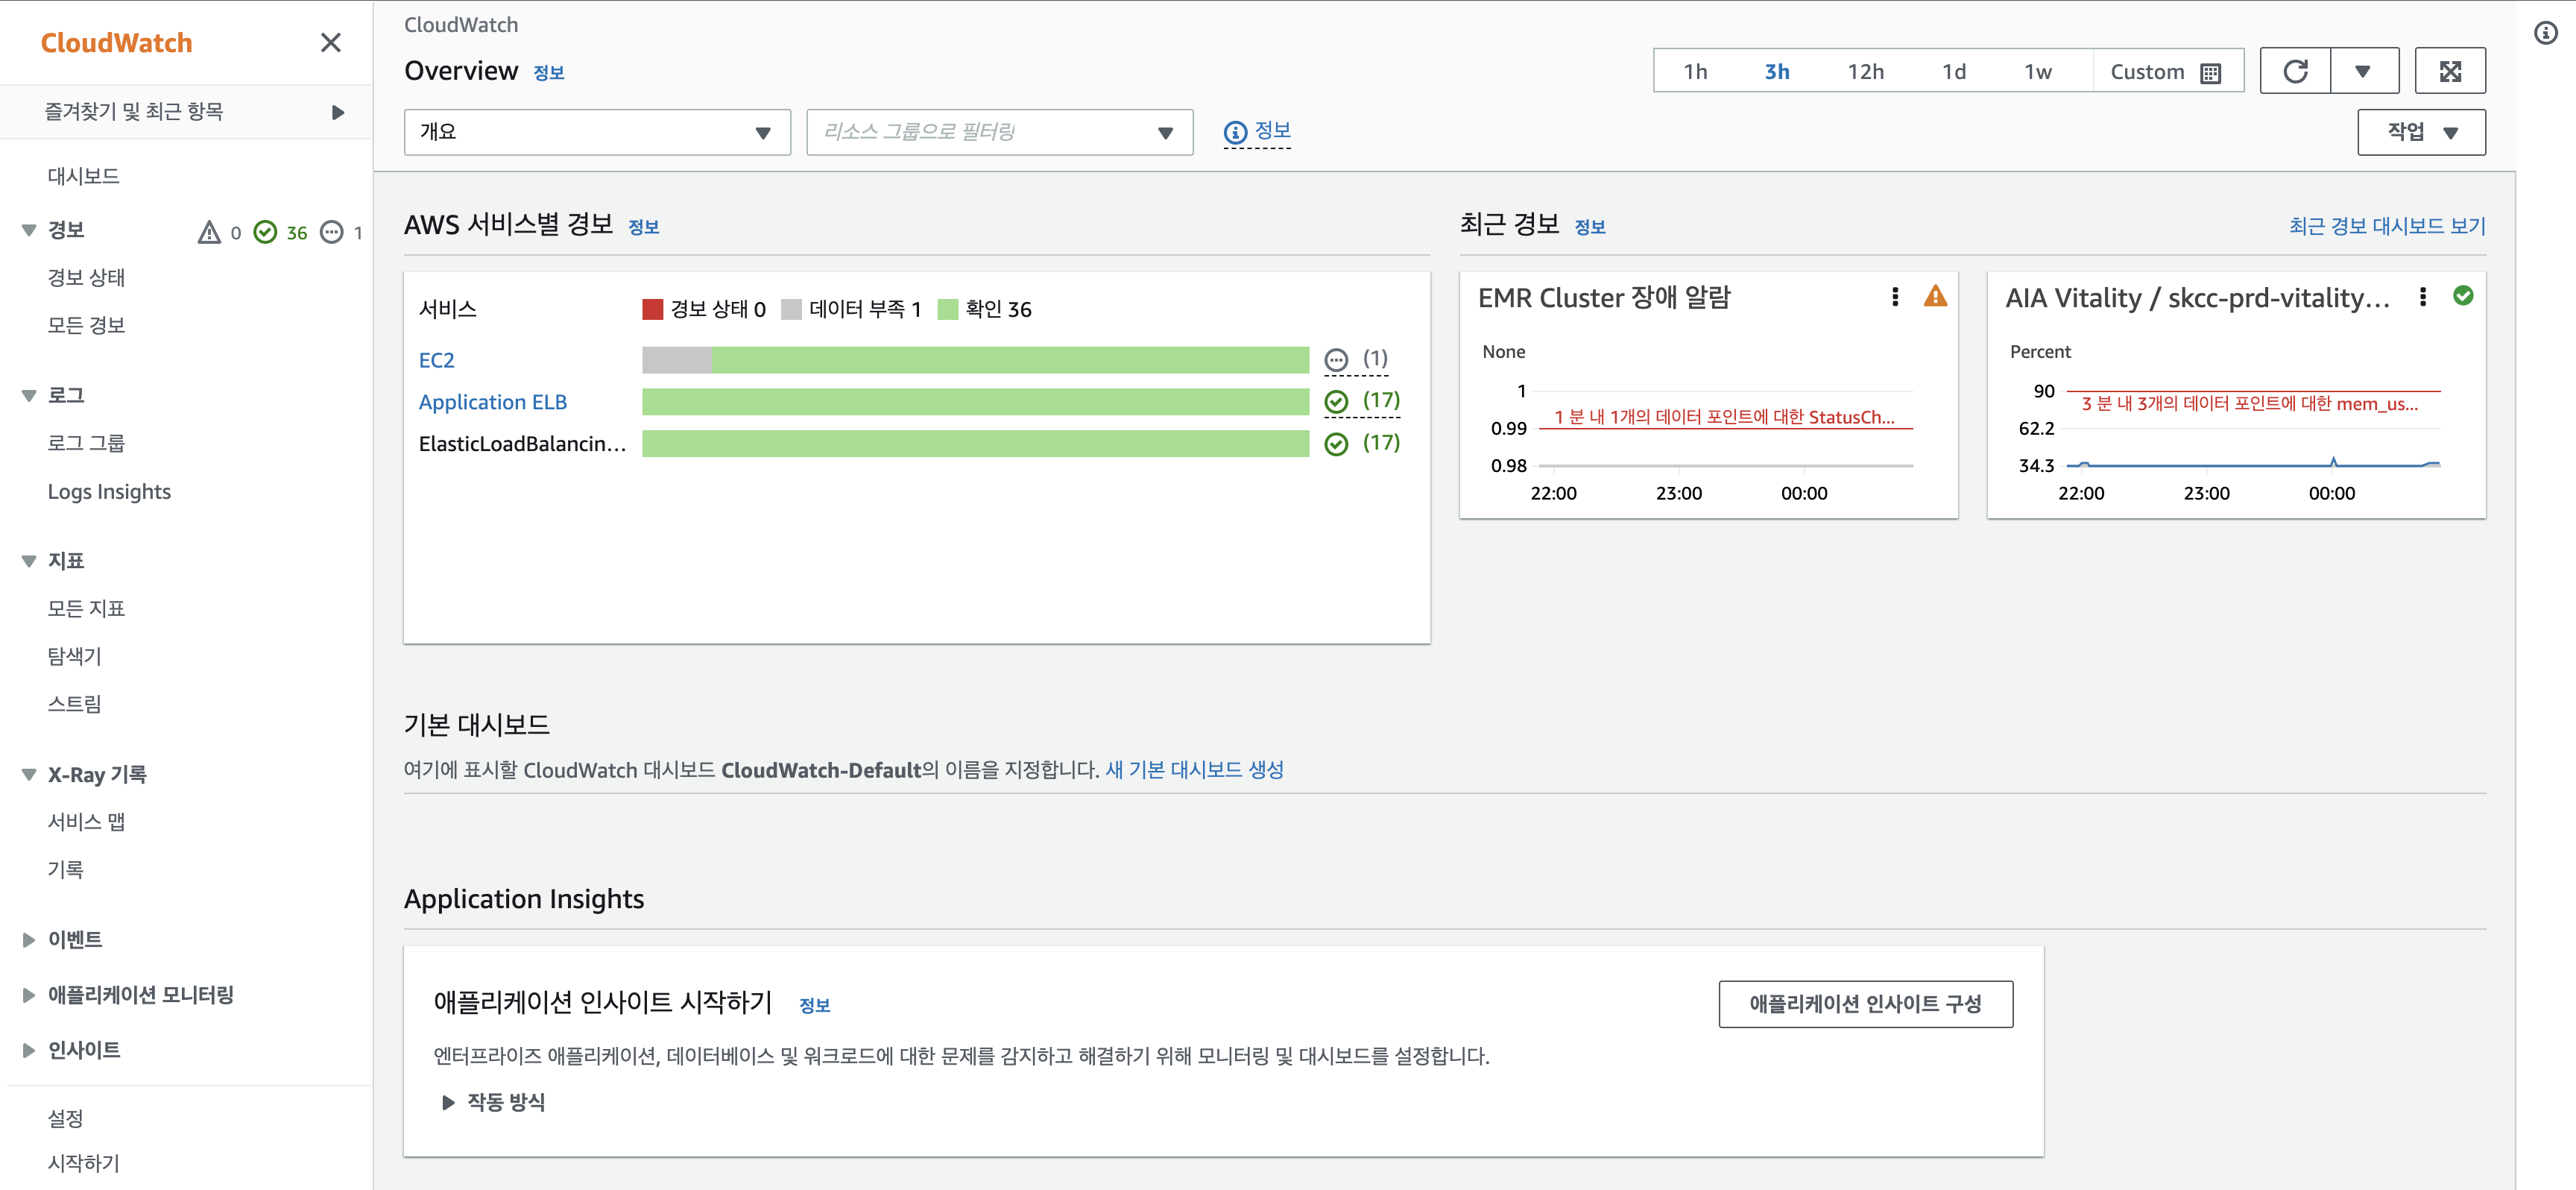 CloudWatch
즐겨찾기 및 최근 항목
대시보드
경보 0 36 1
경보 상태
모든 경보
로그
로그 그룹
Logs Insights
지표
모든 지표
탐색기
스트림
X-Ray 기록
서비스 맵
기록
이벤트
애플리케이션 모니터링
인사이트
설정
시작하기
CloudWatch
Overview 정보
1h 3h 12h 1d 1w Custom
개요 리소스 그룹으로 필터링 정보
작업
AWS 서비스별 경보 정보
서비스 경보 상태 0 데이터 부족 1 확인 36
EC2 (1)
Application ELB (17)
ElasticLoadBalancin... (17)
최근 경보 정보 최근 경보 대시보드 보기
EMR Cluster 장애 알람
None
1
1 분 내 1개의 데이터 포인트에 대한 StatusCh...
0.99
0.98
22:00 23:00 00:00
AIA Vitality / skcc-prd-vitality...
Percent
90
3 분 내 3개의 데이터 포인트에 대한 mem_us...
62.2
34.3
22:00 23:00 00:00
기본 대시보드
여기에 표시할 CloudWatch 대시보드 CloudWatch-Default의 이름을 지정합니다. 새 기본 대시보드 생성
Application Insights
애플리케이션 인사이트 시작하기 정보
애플리케이션 인사이트 구성
엔터프라이즈 애플리케이션, 데이터베이스 및 워크로드에 대한 문제를 감지하고 해결하기 위해 모니터링 및 대시보드를 설정합니다.
작동 방식